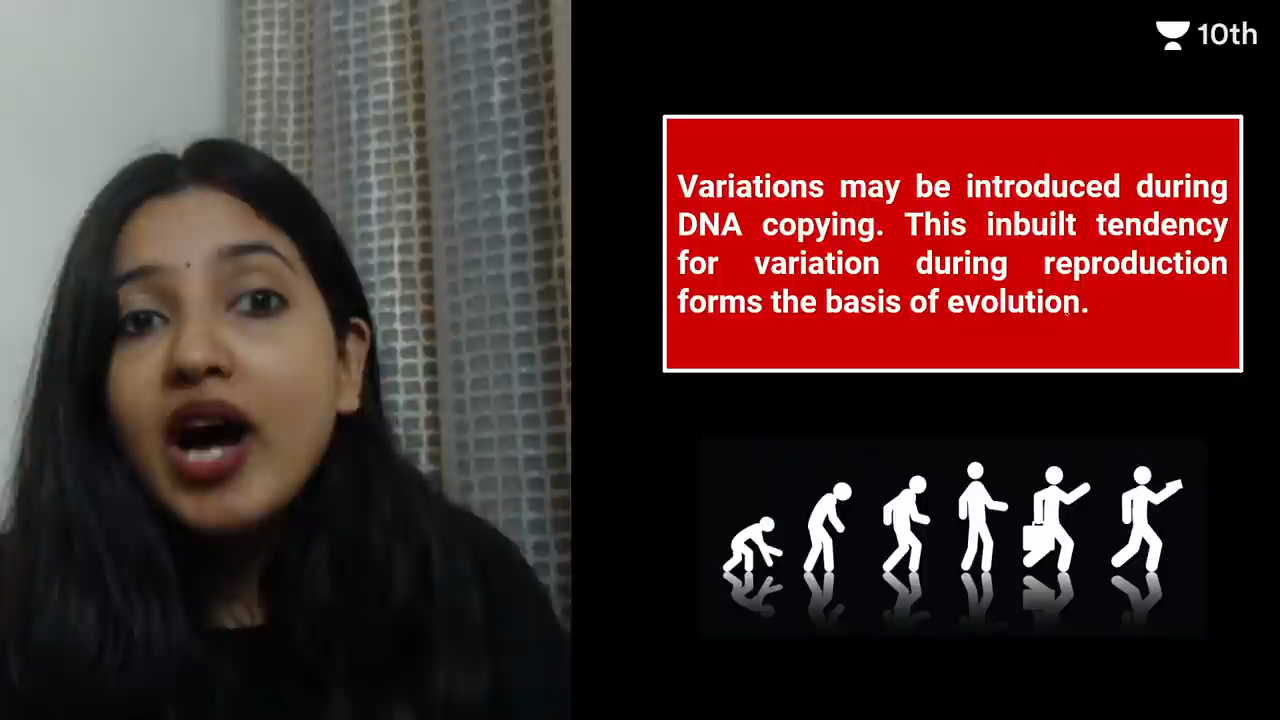 10th
Variations may be introduced during
DNA copying. This inbuilt tendency
for variation during reproduction
forms the basis of evolution.